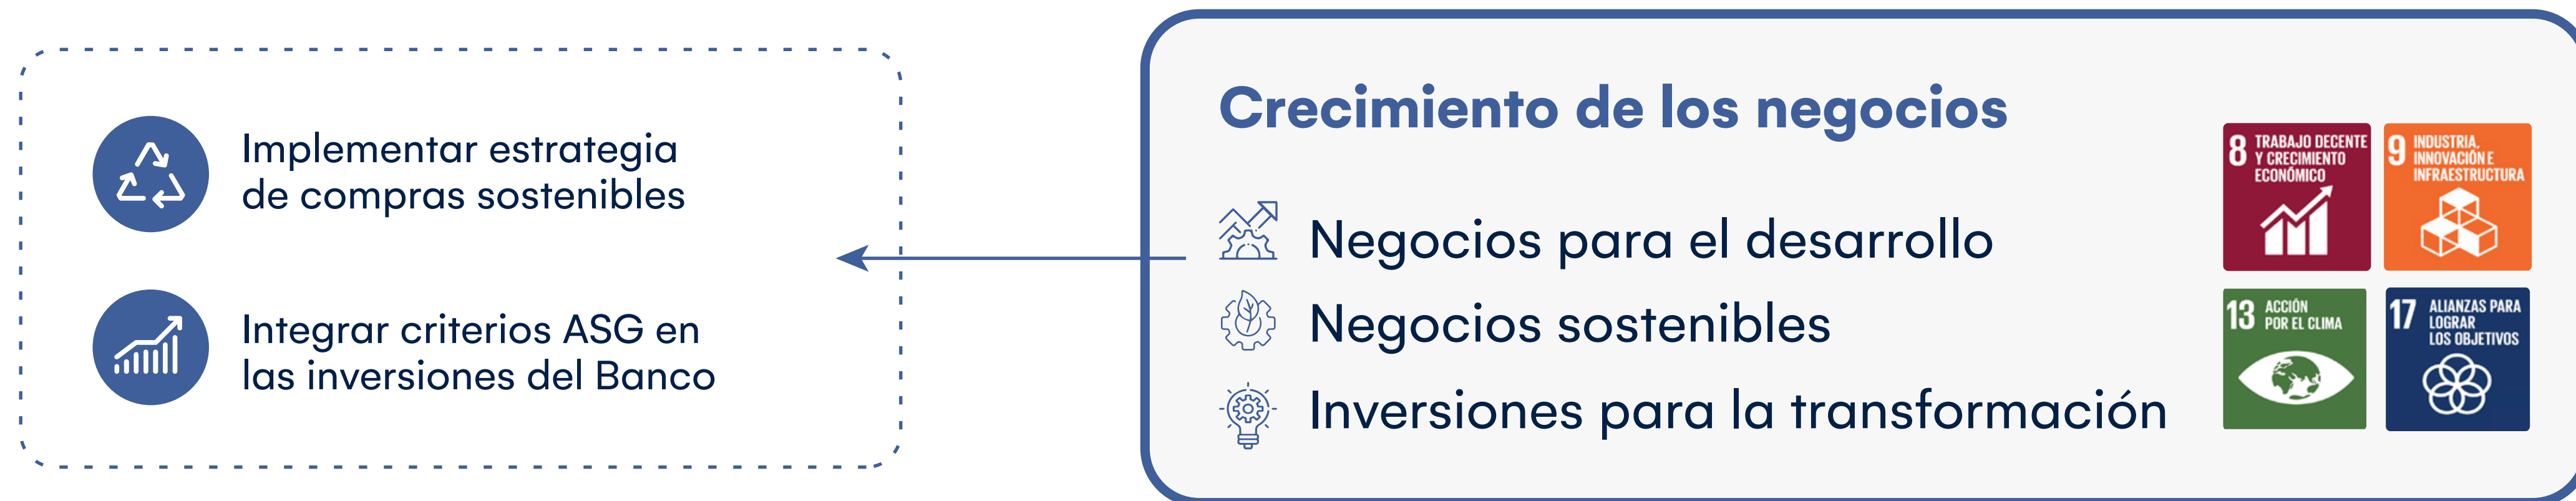 Implementar estrategia
de compras sostenibles
Integrar criterios ASG en
las inversiones del Banco
Crecimiento de los negocios
Negocios para el desarrollo
Negocios sostenibles
Inversiones para la transformación
8 TRABAJO DECENTE
Y CRECIMIENTO
ECONÓMICO
9 INDUSTRIA,
INNOVACIÓN E
INFRAESTRUCTURA
13 ACCIÓN
POR EL CLIMA
17 ALIANZAS PARA
LOGRAR
LOS OBJETIVOS